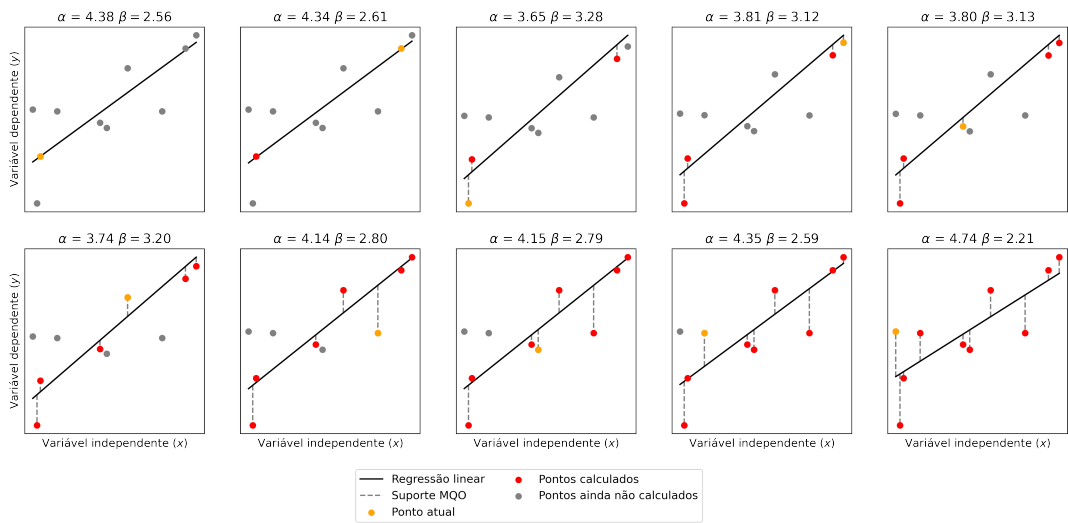 α = 4.38 β = 2.56
α = 4.34 β = 2.61
α = 3.65 β = 3.28
α = 3.81 β = 3.12
α = 3.80 β = 3.13
Variável dependente (y)
α = 3.74 β = 3.20
α = 4.14 β = 2.80
α = 4.15 β = 2.79
α = 4.35 β = 2.59
α = 4.74 β = 2.21
Variável dependente (y)
Variável independente (x)
Variável independente (x)
Variável independente (x)
Variável independente (x)
Variável independente (x)
Regressão linear
Suporte MQO
Ponto atual
Pontos calculados
Pontos ainda não calculados